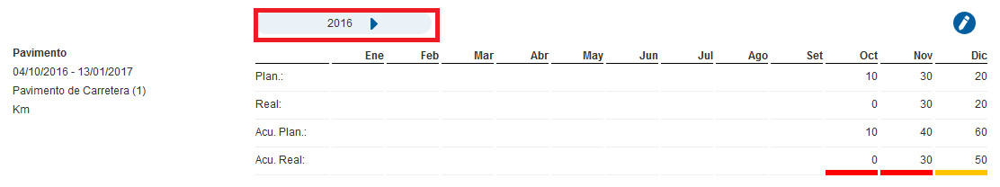 2016
Pavimento
04/10/2016 - 13/01/2017
Pavimento de Carretera (1)
Km
Ene Feb Mar Abr May Jun Jul Ago Set Oct Nov Dic
Plan.: 10 30 20
Real: 0 30 20
Acu. Plan.: 10 40 60
Acu. Real: 0 30 50